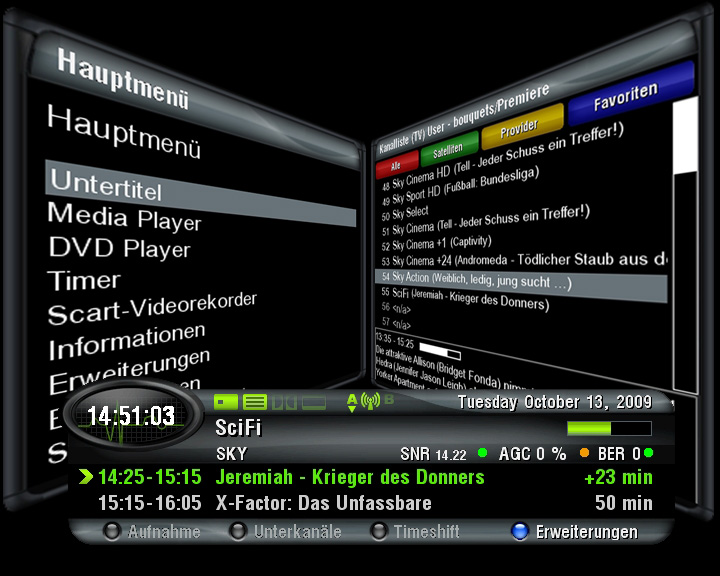 Hauptmenü
Hauptmenü
Untertitel
Media Player
DVD Player
Timer
Scart-Videorekorder
Informationen
Erweiterungen
Kanalliste (TV) User - bouquets/Premiere
Alle Satelliten Provider Favoriten
48 Sky Cinema HD (Tell - Jeder Schuss ein Treffer!)
49 Sky Sport HD (Fußball: Bundesliga)
50 Sky Select
51 Sky Cinema (Tell - Jeder Schuss ein Treffer!)
52 Sky Cinema +1 (Captivity)
53 Sky Cinema +24 (Andromeda - Tödlicher Staub aus d
54 Sky Action (Weiblich, ledig, jung sucht ...)
55 SciFi (Jeremiah - Krieger des Donners)
56 <n/a>
57 <n/a>
13:35 - 15:25
Die attraktive Allison (Bridget Fonda) nimm
Hedra (Jennifer Jason Leigh)
Yorker Apartment
14:51:03
A B
Tuesday October 13, 2009
SciFi
SKY SNR 14.22 AGC 0 % BER 0
14:25-15:15 Jeremiah - Krieger des Donners +23 min
15:15-16:05 X-Factor: Das Unfassbare 50 min
Aufnahme Unterkanäle Timeshift Erweiterungen